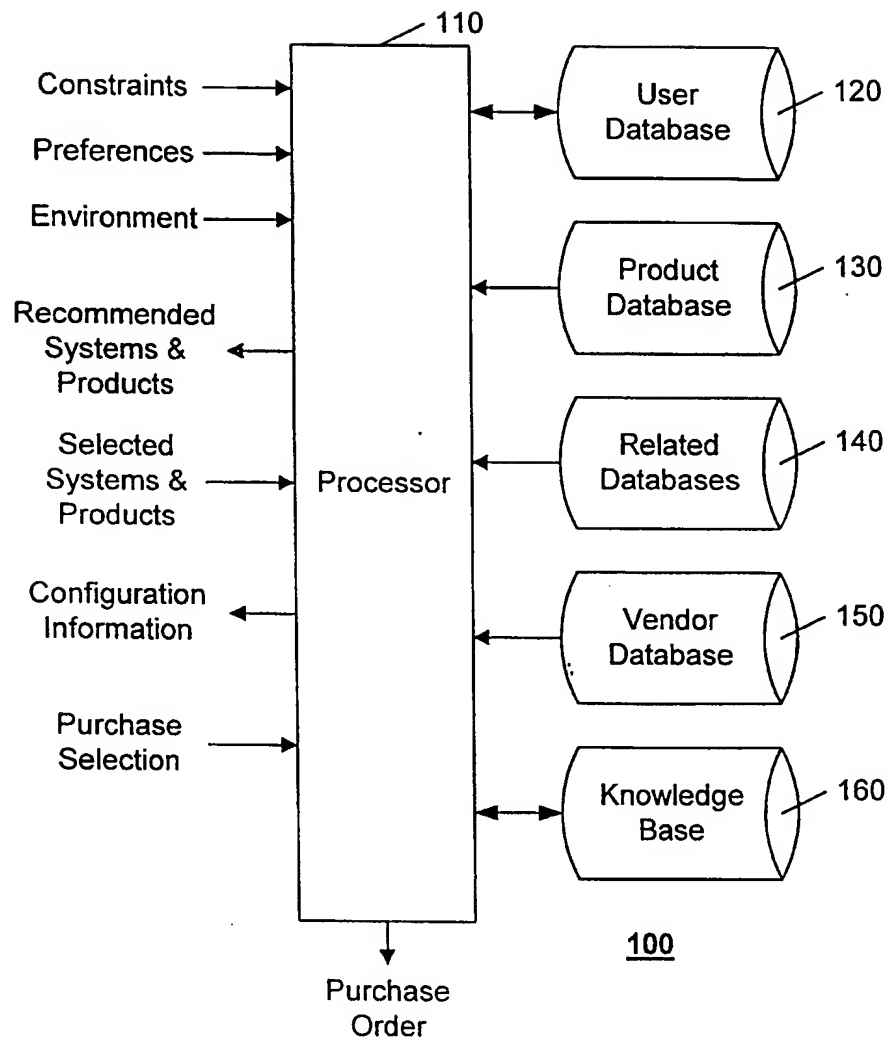 110
Constraints
Preferences
Environment
Recommended
Systems &
Products
Selected
Systems &
Products
Configuration
Information
Purchase
Selection
Processor
Purchase
Order
User
Database
120
Product
Database
130
Related
Databases
140
Vendor
Database
150
Knowledge
Base
160
100